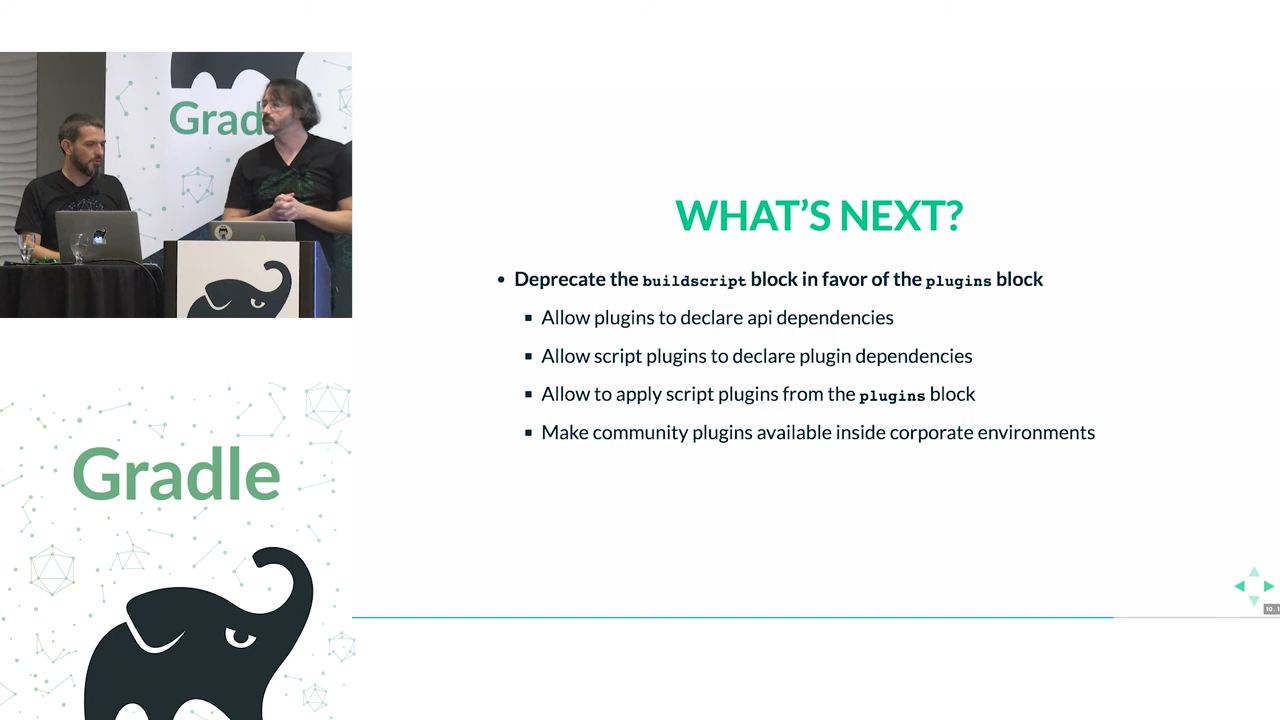 Grad
WHAT'S NEXT?
• Deprecate the buildscript block in favor of the plugins block
▪ Allow plugins to declare api dependencies
▪ Allow script plugins to declare plugin dependencies
▪ Allow to apply script plugins from the plugins block
▪ Make community plugins available inside corporate environments
Gradle